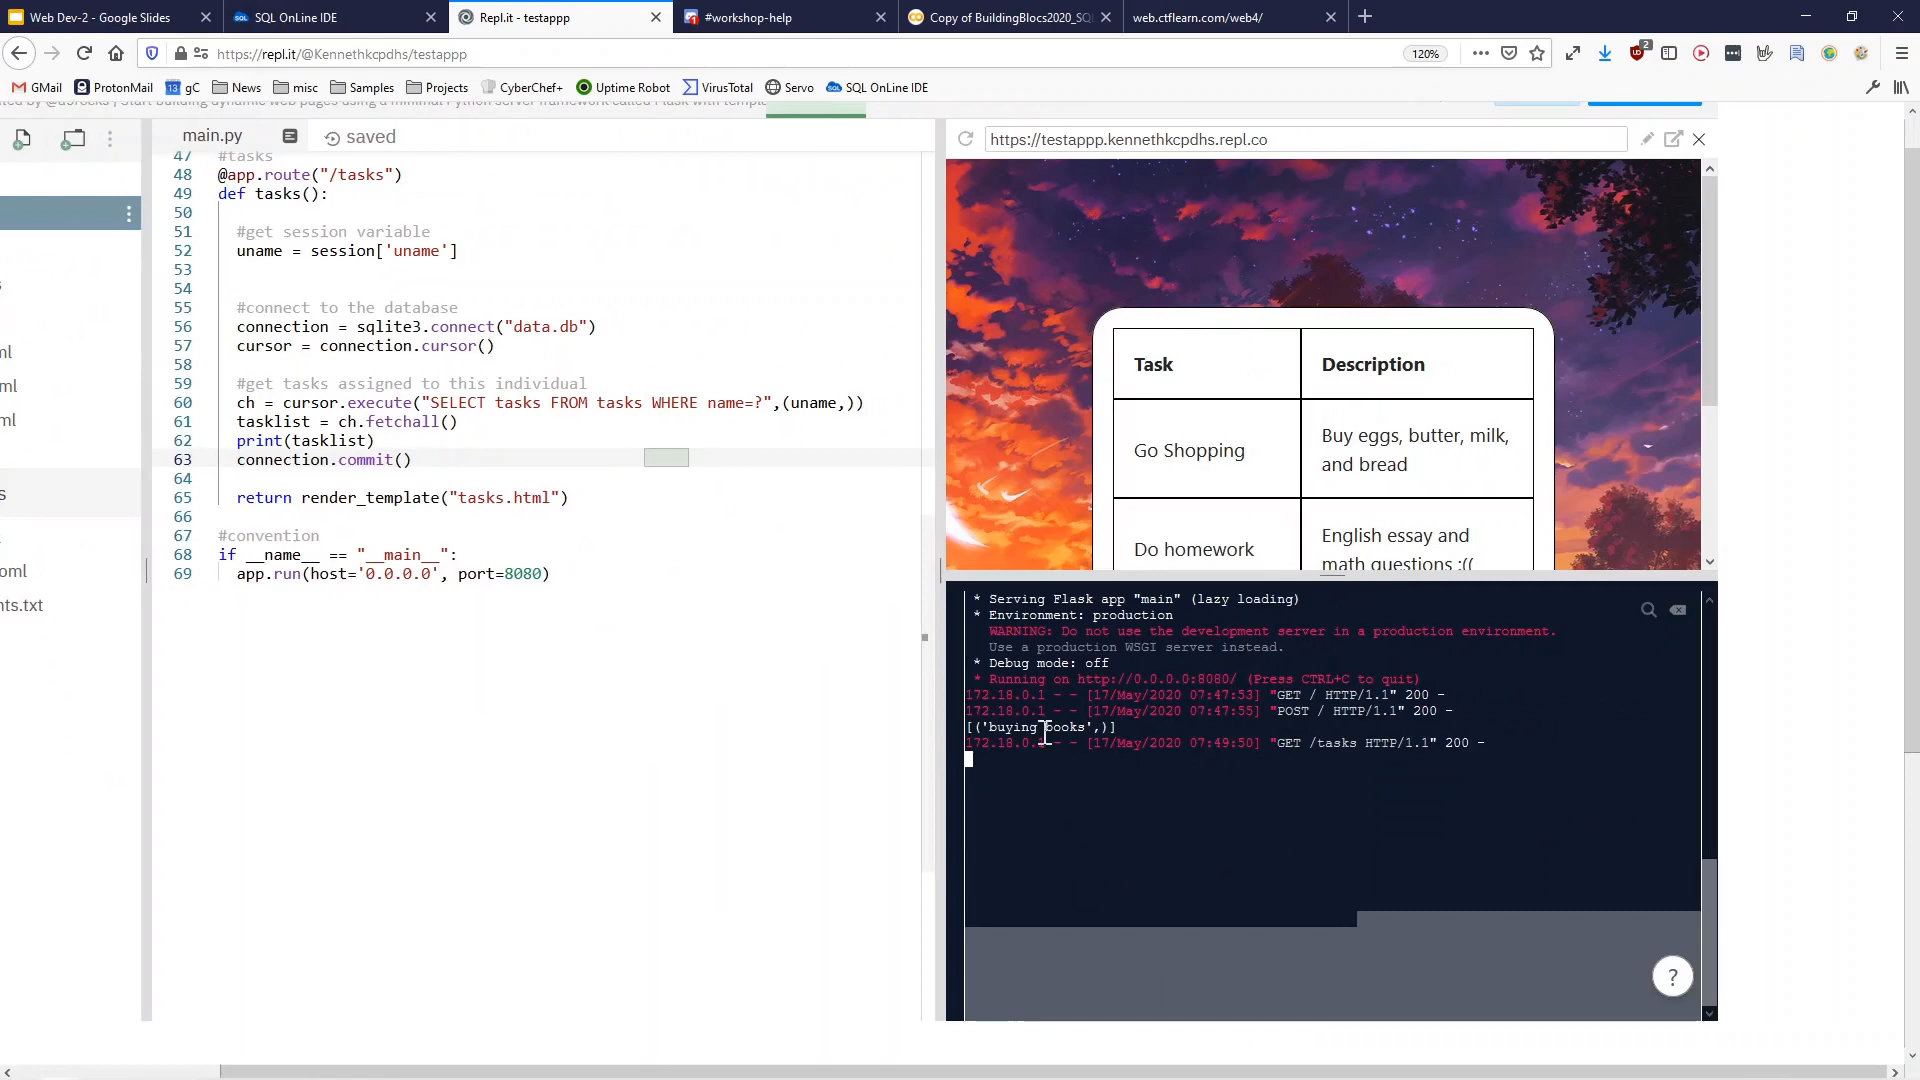 Web Dev-2 - Google Slides
SQL OnLine IDE
Repl.it - testappp
#workshop-help
Copy of BuildingBlocs2020_SQ
web.ctflearn.com/web4/
https://repl.it/@Kennethkcpdhs/testappp
120%
2
GMail
ProtonMail
13 gC
News
misc
Samples
Projects
CyberChef+
Uptime Robot
VirusTotal
Servo
SQL OnLine IDE
main.py
saved
47 #tasks
48 @app.route("/tasks")
49 def tasks():
50
51 #get session variable
52 uname = session['uname']
53
54
55 #connect to the database
56 connection = sqlite3.connect("data.db")
57 cursor = connection.cursor()
58
59 #get tasks assigned to this individual
60 ch = cursor.execute("SELECT tasks FROM tasks WHERE name=?",(uname,))
61 tasklist = ch.fetchall()
62 print(tasklist)
63 connection.commit()
64
65 return render_template("tasks.html")
66
67 #convention
68 if __name__ == "__main__":
69 app.run(host='0.0.0.0', port=8080)
ml
ml
ml
s
oml
nts.txt
https://testappp.kennethkcpdhs.repl.co
Task
Description
Go Shopping
Buy eggs, butter, milk,
and bread
Do homework
English essay and
math questions :((
* Serving Flask app "main" (lazy loading)
* Environment: production
WARNING: Do not use the development server in a production environment.
Use a production WSGI server instead.
* Debug mode: off
* Running on http://0.0.0.0:8080/ (Press CTRL+C to quit)
172.18.0.1 - - [17/May/2020 07:47:53] "GET / HTTP/1.1" 200 -
172.18.0.1 - - [17/May/2020 07:47:55] "POST / HTTP/1.1" 200 -
[('buying books',)]
172.18.0.1 - - [17/May/2020 07:49:50] "GET /tasks HTTP/1.1" 200 -
?